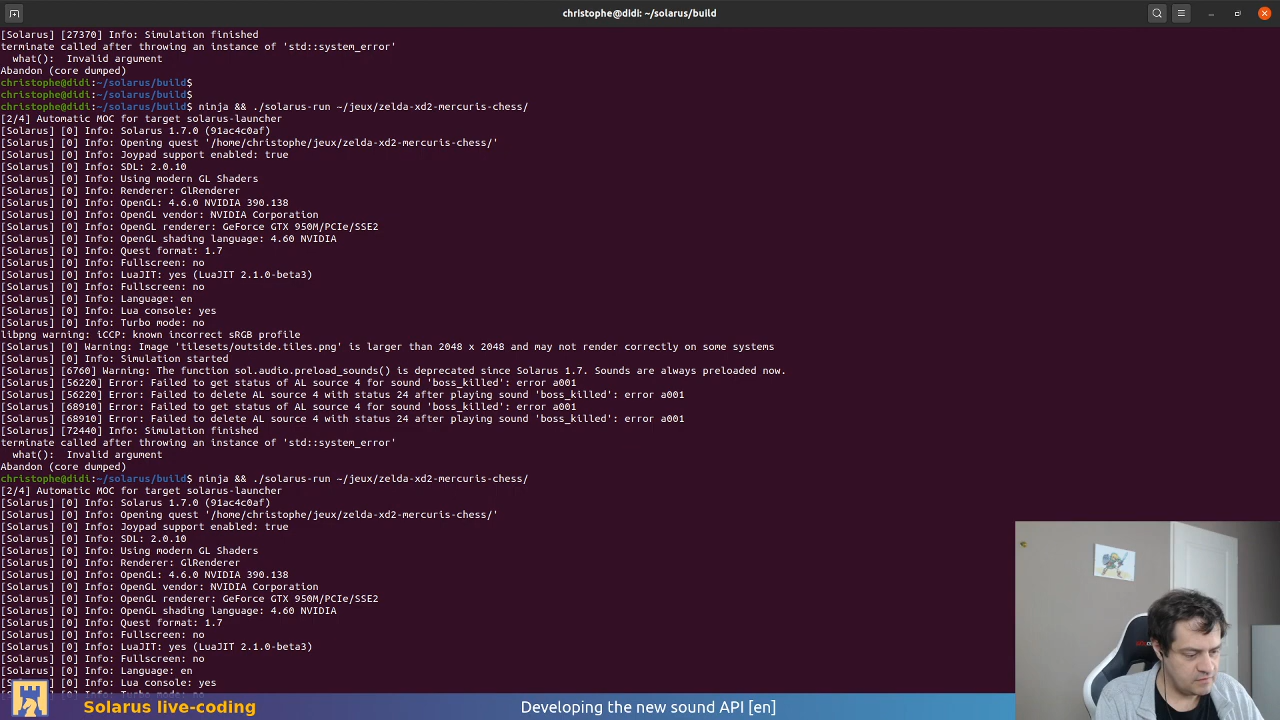 christophe@didi: ~/solarus/build
[Solarus] [27370] Info: Simulation finished
terminate called after throwing an instance of 'std::system_error'
  what():  Invalid argument
Abandon (core dumped)
christophe@didi:~/solarus/build$
christophe@didi:~/solarus/build$
christophe@didi:~/solarus/build$ ninja && ./solarus-run ~/jeux/zelda-xd2-mercuris-chess/
[2/4] Automatic MOC for target solarus-launcher
[Solarus] [0] Info: Solarus 1.7.0 (91ac4c0af)
[Solarus] [0] Info: Opening quest '/home/christophe/jeux/zelda-xd2-mercuris-chess/'
[Solarus] [0] Info: Joypad support enabled: true
[Solarus] [0] Info: SDL: 2.0.10
[Solarus] [0] Info: Using modern GL Shaders
[Solarus] [0] Info: Renderer: GlRenderer
[Solarus] [0] Info: OpenGL: 4.6.0 NVIDIA 390.138
[Solarus] [0] Info: OpenGL vendor: NVIDIA Corporation
[Solarus] [0] Info: OpenGL renderer: GeForce GTX 950M/PCIe/SSE2
[Solarus] [0] Info: OpenGL shading language: 4.60 NVIDIA
[Solarus] [0] Info: Quest format: 1.7
[Solarus] [0] Info: Fullscreen: no
[Solarus] [0] Info: LuaJIT: yes (LuaJIT 2.1.0-beta3)
[Solarus] [0] Info: Fullscreen: no
[Solarus] [0] Info: Language: en
[Solarus] [0] Info: Lua console: yes
[Solarus] [0] Info: Turbo mode: no
libpng warning: iCCP: known incorrect sRGB profile
[Solarus] [0] Warning: Image 'tilesets/outside.tiles.png' is larger than 2048 x 2048 and may not render correctly on some systems
[Solarus] [0] Info: Simulation started
[Solarus] [6760] Warning: The function sol.audio.preload_sounds() is deprecated since Solarus 1.7. Sounds are always preloaded now.
[Solarus] [56220] Error: Failed to get status of AL source 4 for sound 'boss_killed': error a001
[Solarus] [56220] Error: Failed to delete AL source 4 with status 24 after playing sound 'boss_killed': error a001
[Solarus] [68910] Error: Failed to get status of AL source 4 for sound 'boss_killed': error a001
[Solarus] [68910] Error: Failed to delete AL source 4 with status 24 after playing sound 'boss_killed': error a001
[Solarus] [72440] Info: Simulation finished
terminate called after throwing an instance of 'std::system_error'
  what():  Invalid argument
Abandon (core dumped)
christophe@didi:~/solarus/build$ ninja && ./solarus-run ~/jeux/zelda-xd2-mercuris-chess/
[2/4] Automatic MOC for target solarus-launcher
[Solarus] [0] Info: Solarus 1.7.0 (91ac4c0af)
[Solarus] [0] Info: Opening quest '/home/christophe/jeux/zelda-xd2-mercuris-chess/'
[Solarus] [0] Info: Joypad support enabled: true
[Solarus] [0] Info: SDL: 2.0.10
[Solarus] [0] Info: Using modern GL Shaders
[Solarus] [0] Info: Renderer: GlRenderer
[Solarus] [0] Info: OpenGL: 4.6.0 NVIDIA 390.138
[Solarus] [0] Info: OpenGL vendor: NVIDIA Corporation
[Solarus] [0] Info: OpenGL renderer: GeForce GTX 950M/PCIe/SSE2
[Solarus] [0] Info: OpenGL shading language: 4.60 NVIDIA
[Solarus] [0] Info: Quest format: 1.7
[Solarus] [0] Info: Fullscreen: no
[Solarus] [0] Info: LuaJIT: yes (LuaJIT 2.1.0-beta3)
[Solarus] [0] Info: Fullscreen: no
[Solarus] [0] Info: Language: en
[Solarus] [0] Info: Lua console: yes
Solarus live-coding
Developing the new sound API [en]